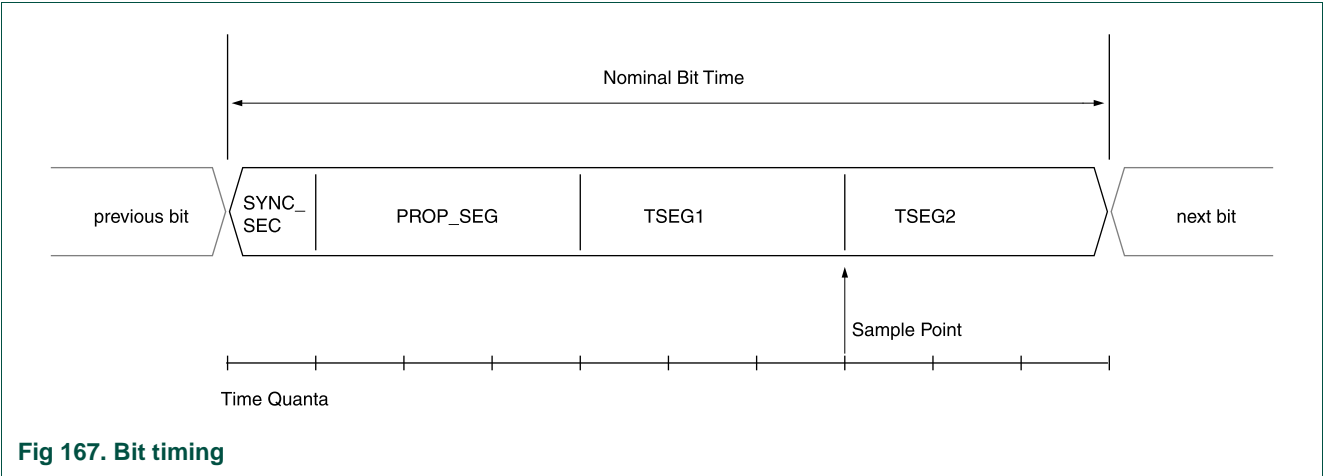 Nominal Bit Time
previous bit
SYNC_
SEC
PROP_SEG
TSEG1
TSEG2
next bit
Sample Point
Time Quanta
Fig 167. Bit timing